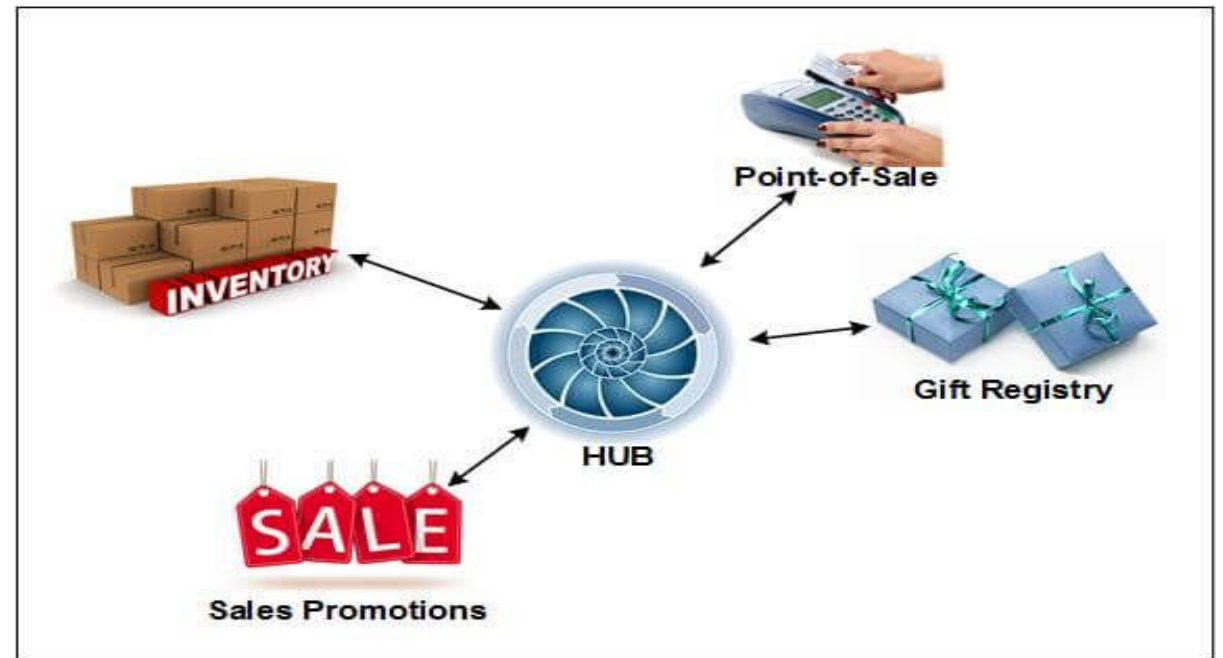 Point-of-Sale
INVENTORY
Gift Registry
HUB
SALE
Sales Promotions